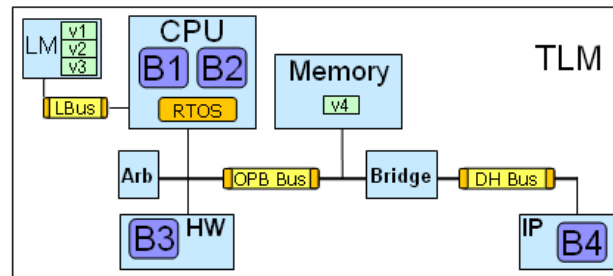 LM
v1
v2
v3
CPU
B1 B2
RTOS
Memory
v4
TLM
LBus
Arb
OPB Bus
Bridge
DH Bus
B3 HW
IP B4